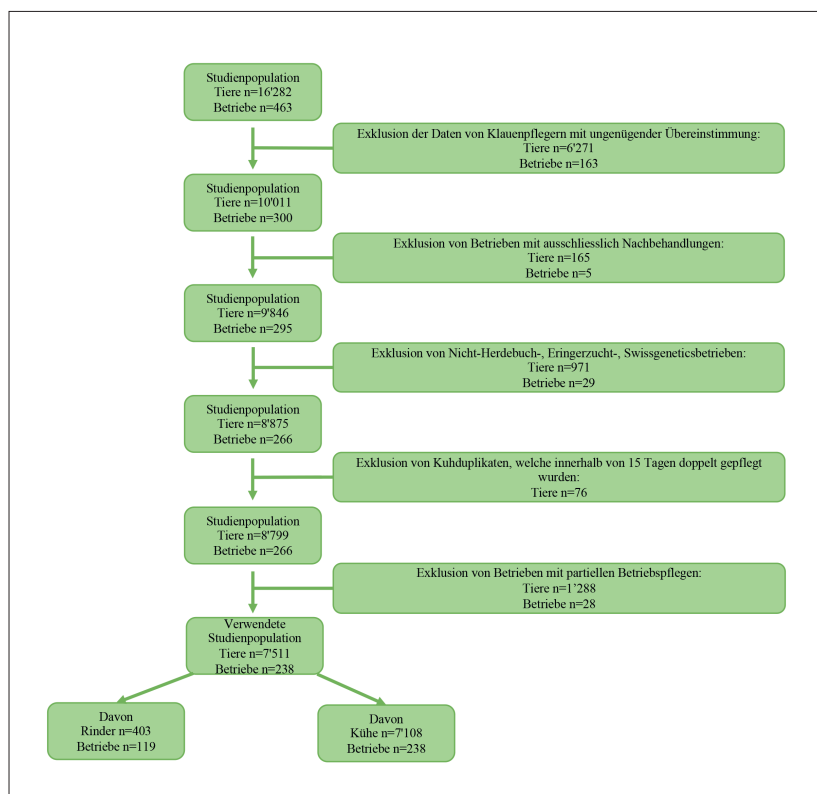 Studienpopulation
Tiere n=16'282
Betriebe n=463
Exklusion der Daten von Klauenpflegern mit ungenügender Übereinstimmung:
Tiere n=6'271
Betriebe n=163
Studienpopulation
Tiere n=10'011
Betriebe n=300
Exklusion von Betrieben mit ausschliesslich Nachbehandlungen:
Tiere n=165
Betriebe n=5
Studienpopulation
Tiere n=9'846
Betriebe n=295
Exklusion von Nicht-Herdebuch-, Eringerzucht-, Swissgeneticsbetrieben:
Tiere n=971
Betriebe n=29
Studienpopulation
Tiere n=8'875
Betriebe n=266
Exklusion von Kuhduplikaten, welche innerhalb von 15 Tagen doppelt gepflegt
wurden:
Tiere n=76
Studienpopulation
Tiere n=8'799
Betriebe n=266
Exklusion von Betrieben mit partiellen Betriebspflegen:
Tiere n=1’288
Betriebe n=28
Verwendete
Studienpopulation
Tiere n=7'511
Betriebe n=238
Davon
Rinder n=403
Betriebe n=119
Davon
Kühe n=7'108
Betriebe n=238